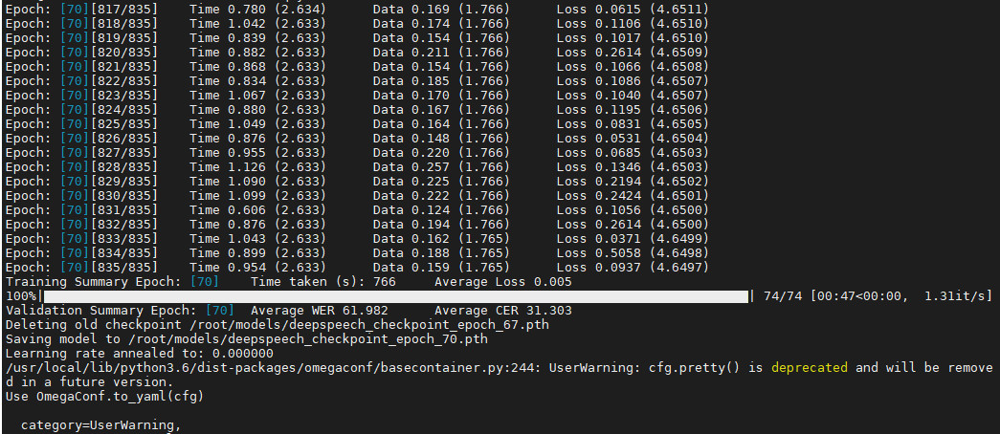 Epoch: [70][817/835] Time 0.780 (2.634) Data 0.169 (1.766) Loss 0.0615 (4.6511)
Epoch: [70][818/835] Time 1.042 (2.633) Data 0.174 (1.766) Loss 0.1106 (4.6510)
Epoch: [70][819/835] Time 0.839 (2.633) Data 0.154 (1.766) Loss 0.1017 (4.6510)
Epoch: [70][820/835] Time 0.882 (2.633) Data 0.211 (1.766) Loss 0.2614 (4.6509)
Epoch: [70][821/835] Time 0.868 (2.633) Data 0.154 (1.766) Loss 0.1066 (4.6508)
Epoch: [70][822/835] Time 0.834 (2.633) Data 0.185 (1.766) Loss 0.1086 (4.6507)
Epoch: [70][823/835] Time 1.067 (2.633) Data 0.170 (1.766) Loss 0.1040 (4.6507)
Epoch: [70][824/835] Time 0.880 (2.633) Data 0.167 (1.766) Loss 0.1195 (4.6506)
Epoch: [70][825/835] Time 1.049 (2.633) Data 0.164 (1.766) Loss 0.0831 (4.6505)
Epoch: [70][826/835] Time 0.876 (2.633) Data 0.148 (1.766) Loss 0.0531 (4.6504)
Epoch: [70][827/835] Time 0.955 (2.633) Data 0.220 (1.766) Loss 0.0685 (4.6503)
Epoch: [70][828/835] Time 1.126 (2.633) Data 0.257 (1.766) Loss 0.1346 (4.6503)
Epoch: [70][829/835] Time 1.090 (2.633) Data 0.225 (1.766) Loss 0.2194 (4.6502)
Epoch: [70][830/835] Time 1.099 (2.633) Data 0.222 (1.766) Loss 0.2424 (4.6501)
Epoch: [70][831/835] Time 0.606 (2.633) Data 0.124 (1.766) Loss 0.1056 (4.6500)
Epoch: [70][832/835] Time 0.876 (2.633) Data 0.194 (1.766) Loss 0.2614 (4.6500)
Epoch: [70][833/835] Time 1.043 (2.633) Data 0.162 (1.765) Loss 0.0371 (4.6499)
Epoch: [70][834/835] Time 0.899 (2.633) Data 0.188 (1.765) Loss 0.5058 (4.6498)
Epoch: [70][835/835] Time 0.954 (2.633) Data 0.159 (1.765) Loss 0.0937 (4.6497)
Training Summary Epoch: [70] Time taken (s): 766 Average Loss 0.005
100%| | 74/74 [00:47<00:00, 1.31it/s]
Validation Summary Epoch: [70] Average WER 61.982 Average CER 31.303
Deleting old checkpoint /root/models/deepspeech_checkpoint_epoch_67.pth
Saving model to /root/models/deepspeech_checkpoint_epoch_70.pth
Learning rate annealed to: 0.000000
/usr/local/lib/python3.6/dist-packages/omegaconf/basecontainer.py:244: UserWarning: cfg.pretty() is deprecated and will be remove
d in a future version.
Use OmegaConf.to_yaml(cfg)
category=UserWarning,